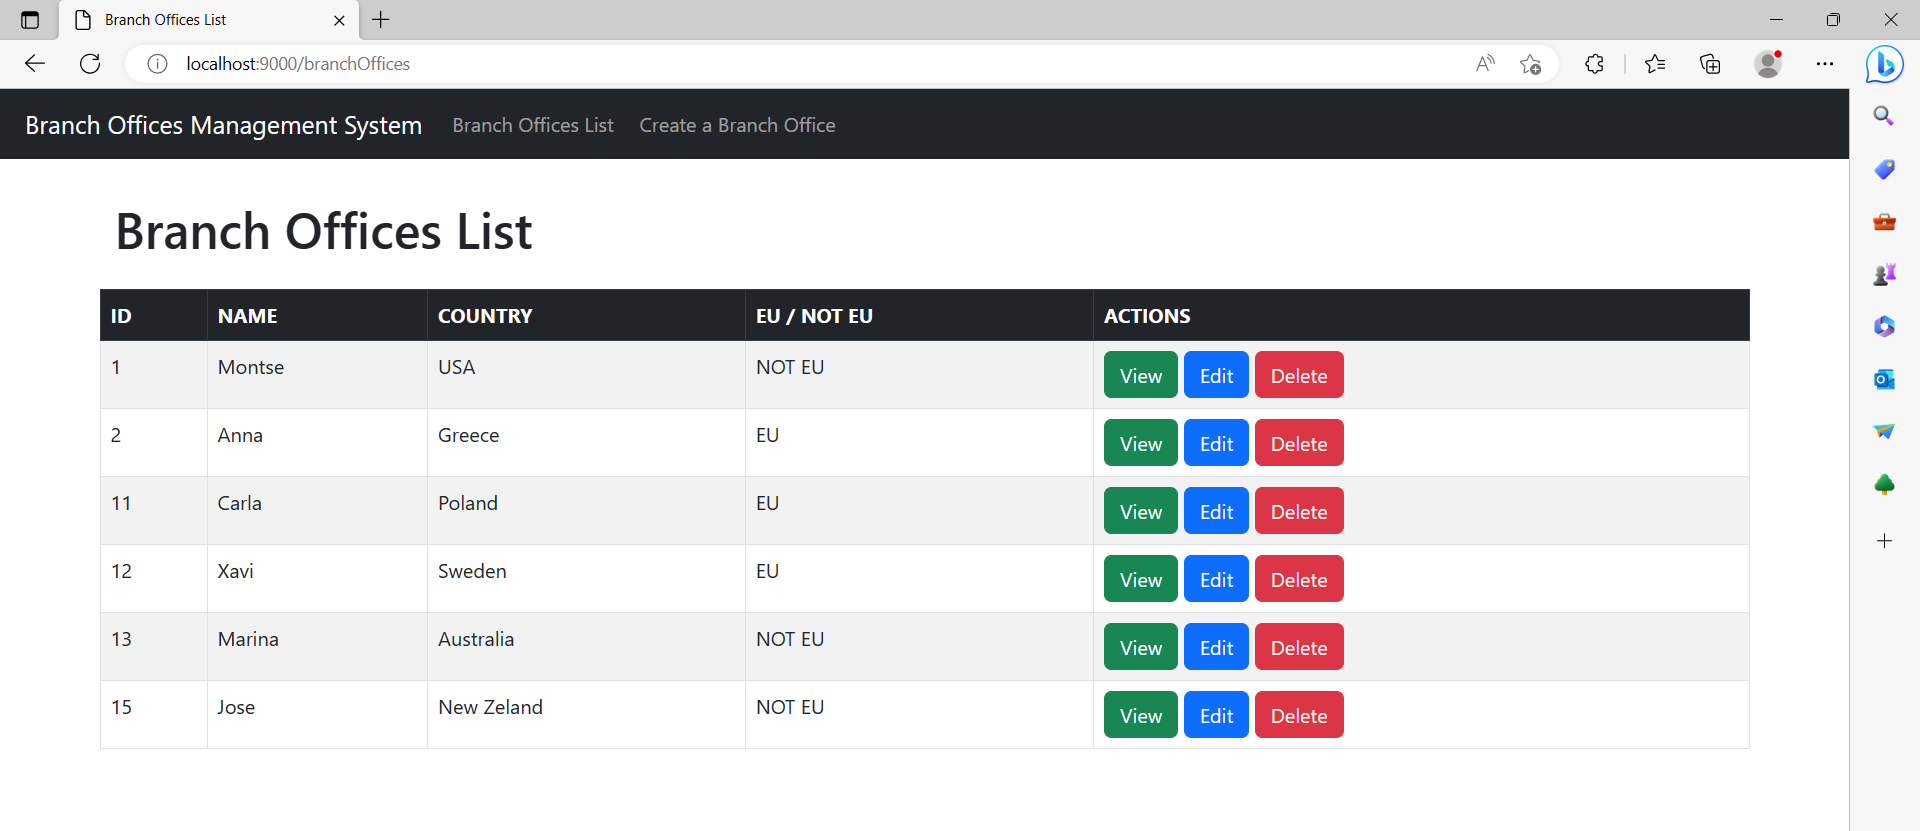 Branch Offices List
localhost:9000/branchOffices
Branch Offices Management System Branch Offices List Create a Branch Office
Branch Offices List
ID NAME COUNTRY EU / NOT EU ACTIONS
1 Montse USA NOT EU View Edit Delete
2 Anna Greece EU View Edit Delete
11 Carla Poland EU View Edit Delete
12 Xavi Sweden EU View Edit Delete
13 Marina Australia NOT EU View Edit Delete
15 Jose New Zeland NOT EU View Edit Delete